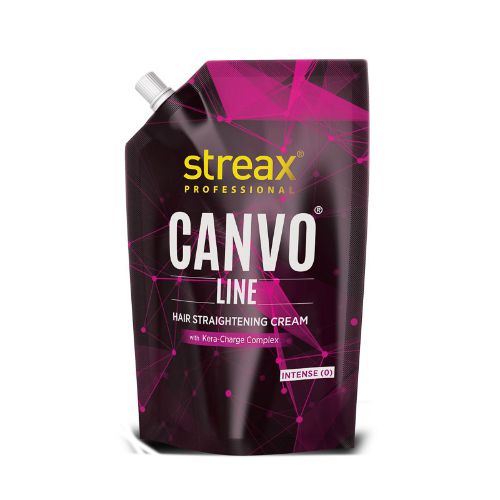 streax®
PROFESSIONAL
CANVO®
LINE
HAIR STRAIGHTENING CREAM
with Kera-Charge Complex
INTENSE (0)